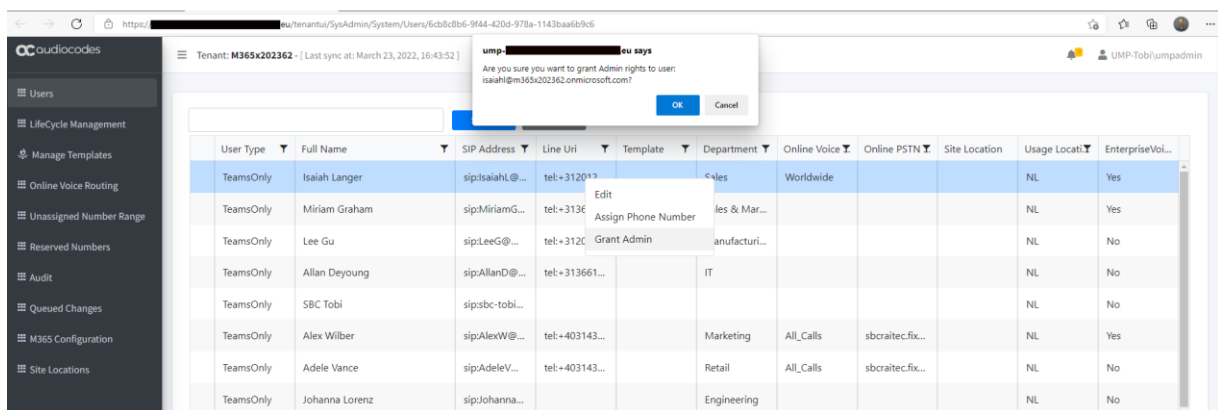 https://
eu/tenantui/SysAdmin/System/Users/6cb8c8b6-9f44-420d-978a-1143baa6b9c6
audiocodes
Tenant: M365x202362 - [ Last sync at: March 23, 2022, 16:43:52 ]
UMP-Tobi\umpadmin
ump-
.eu says
Are you sure you want to grant Admin rights to user:
isaiahl@m365x202362.onmicrosoft.com?
OK Cancel
Users
LifeCycle Management
Manage Templates
Online Voice Routing
Unassigned Number Range
Reserved Numbers
Audit
Queued Changes
M365 Configuration
Site Locations
User Type Full Name SIP Address Line Uri Template Department Online Voice Online PSTN Site Location Usage Locati... EnterpriseVoi...
TeamsOnly Isaiah Langer sip:IsaiahL@... tel:+312012 Sales Worldwide NL Yes
TeamsOnly Miriam Graham sip:MiriamG... tel:+3136 les & Mar... NL Yes
TeamsOnly Lee Gu sip:LeeG@... tel:+3120 anufacturi... NL No
TeamsOnly Allan Deyoung sip:AllanD@... tel:+313661... IT NL No
TeamsOnly SBC Tobi sip:sbc-tobi... NL No
TeamsOnly Alex Wilber sip:AlexW@... tel:+403143... Marketing All_Calls sbcraitec.fix... NL Yes
TeamsOnly Adele Vance sip:AdeleV... tel:+403143... Retail All_Calls sbcraitec.fix... NL No
TeamsOnly Johanna Lorenz sip:Johanna... Engineering NL No
Edit
Assign Phone Number
Grant Admin